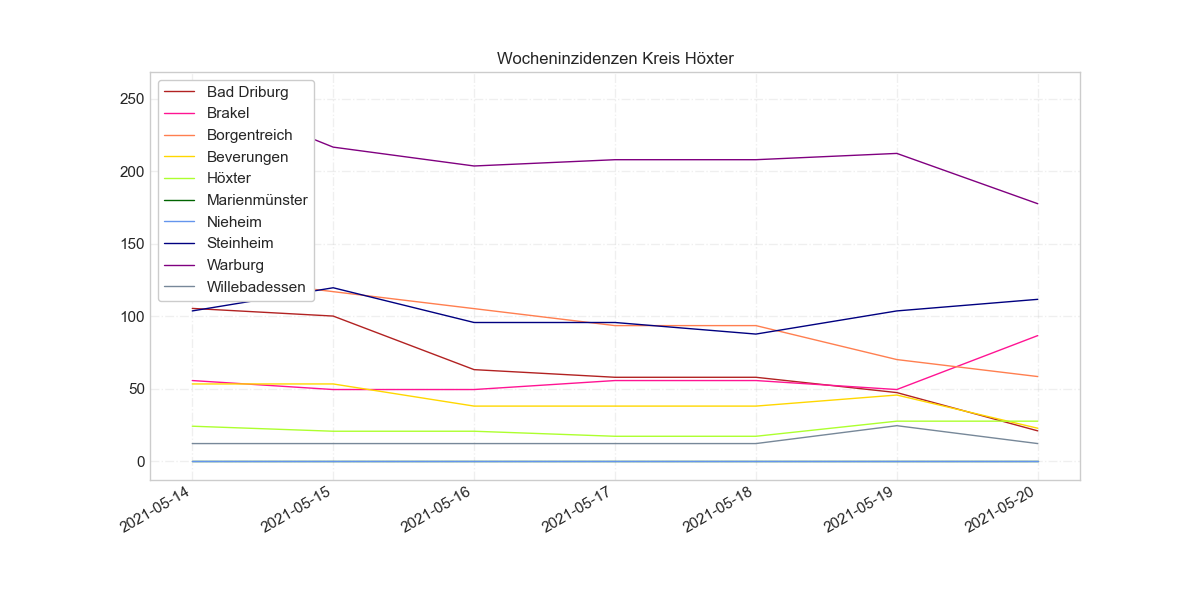 Wocheninzidenzen Kreis Höxter
250
200
150
100
50
0
Bad Driburg
Brakel
Borgentreich
Beverungen
Höxter
Marienmünster
Nieheim
Steinheim
Warburg
Willebadessen
2021-05-14
2021-05-15
2021-05-16
2021-05-17
2021-05-18
2021-05-19
2021-05-20